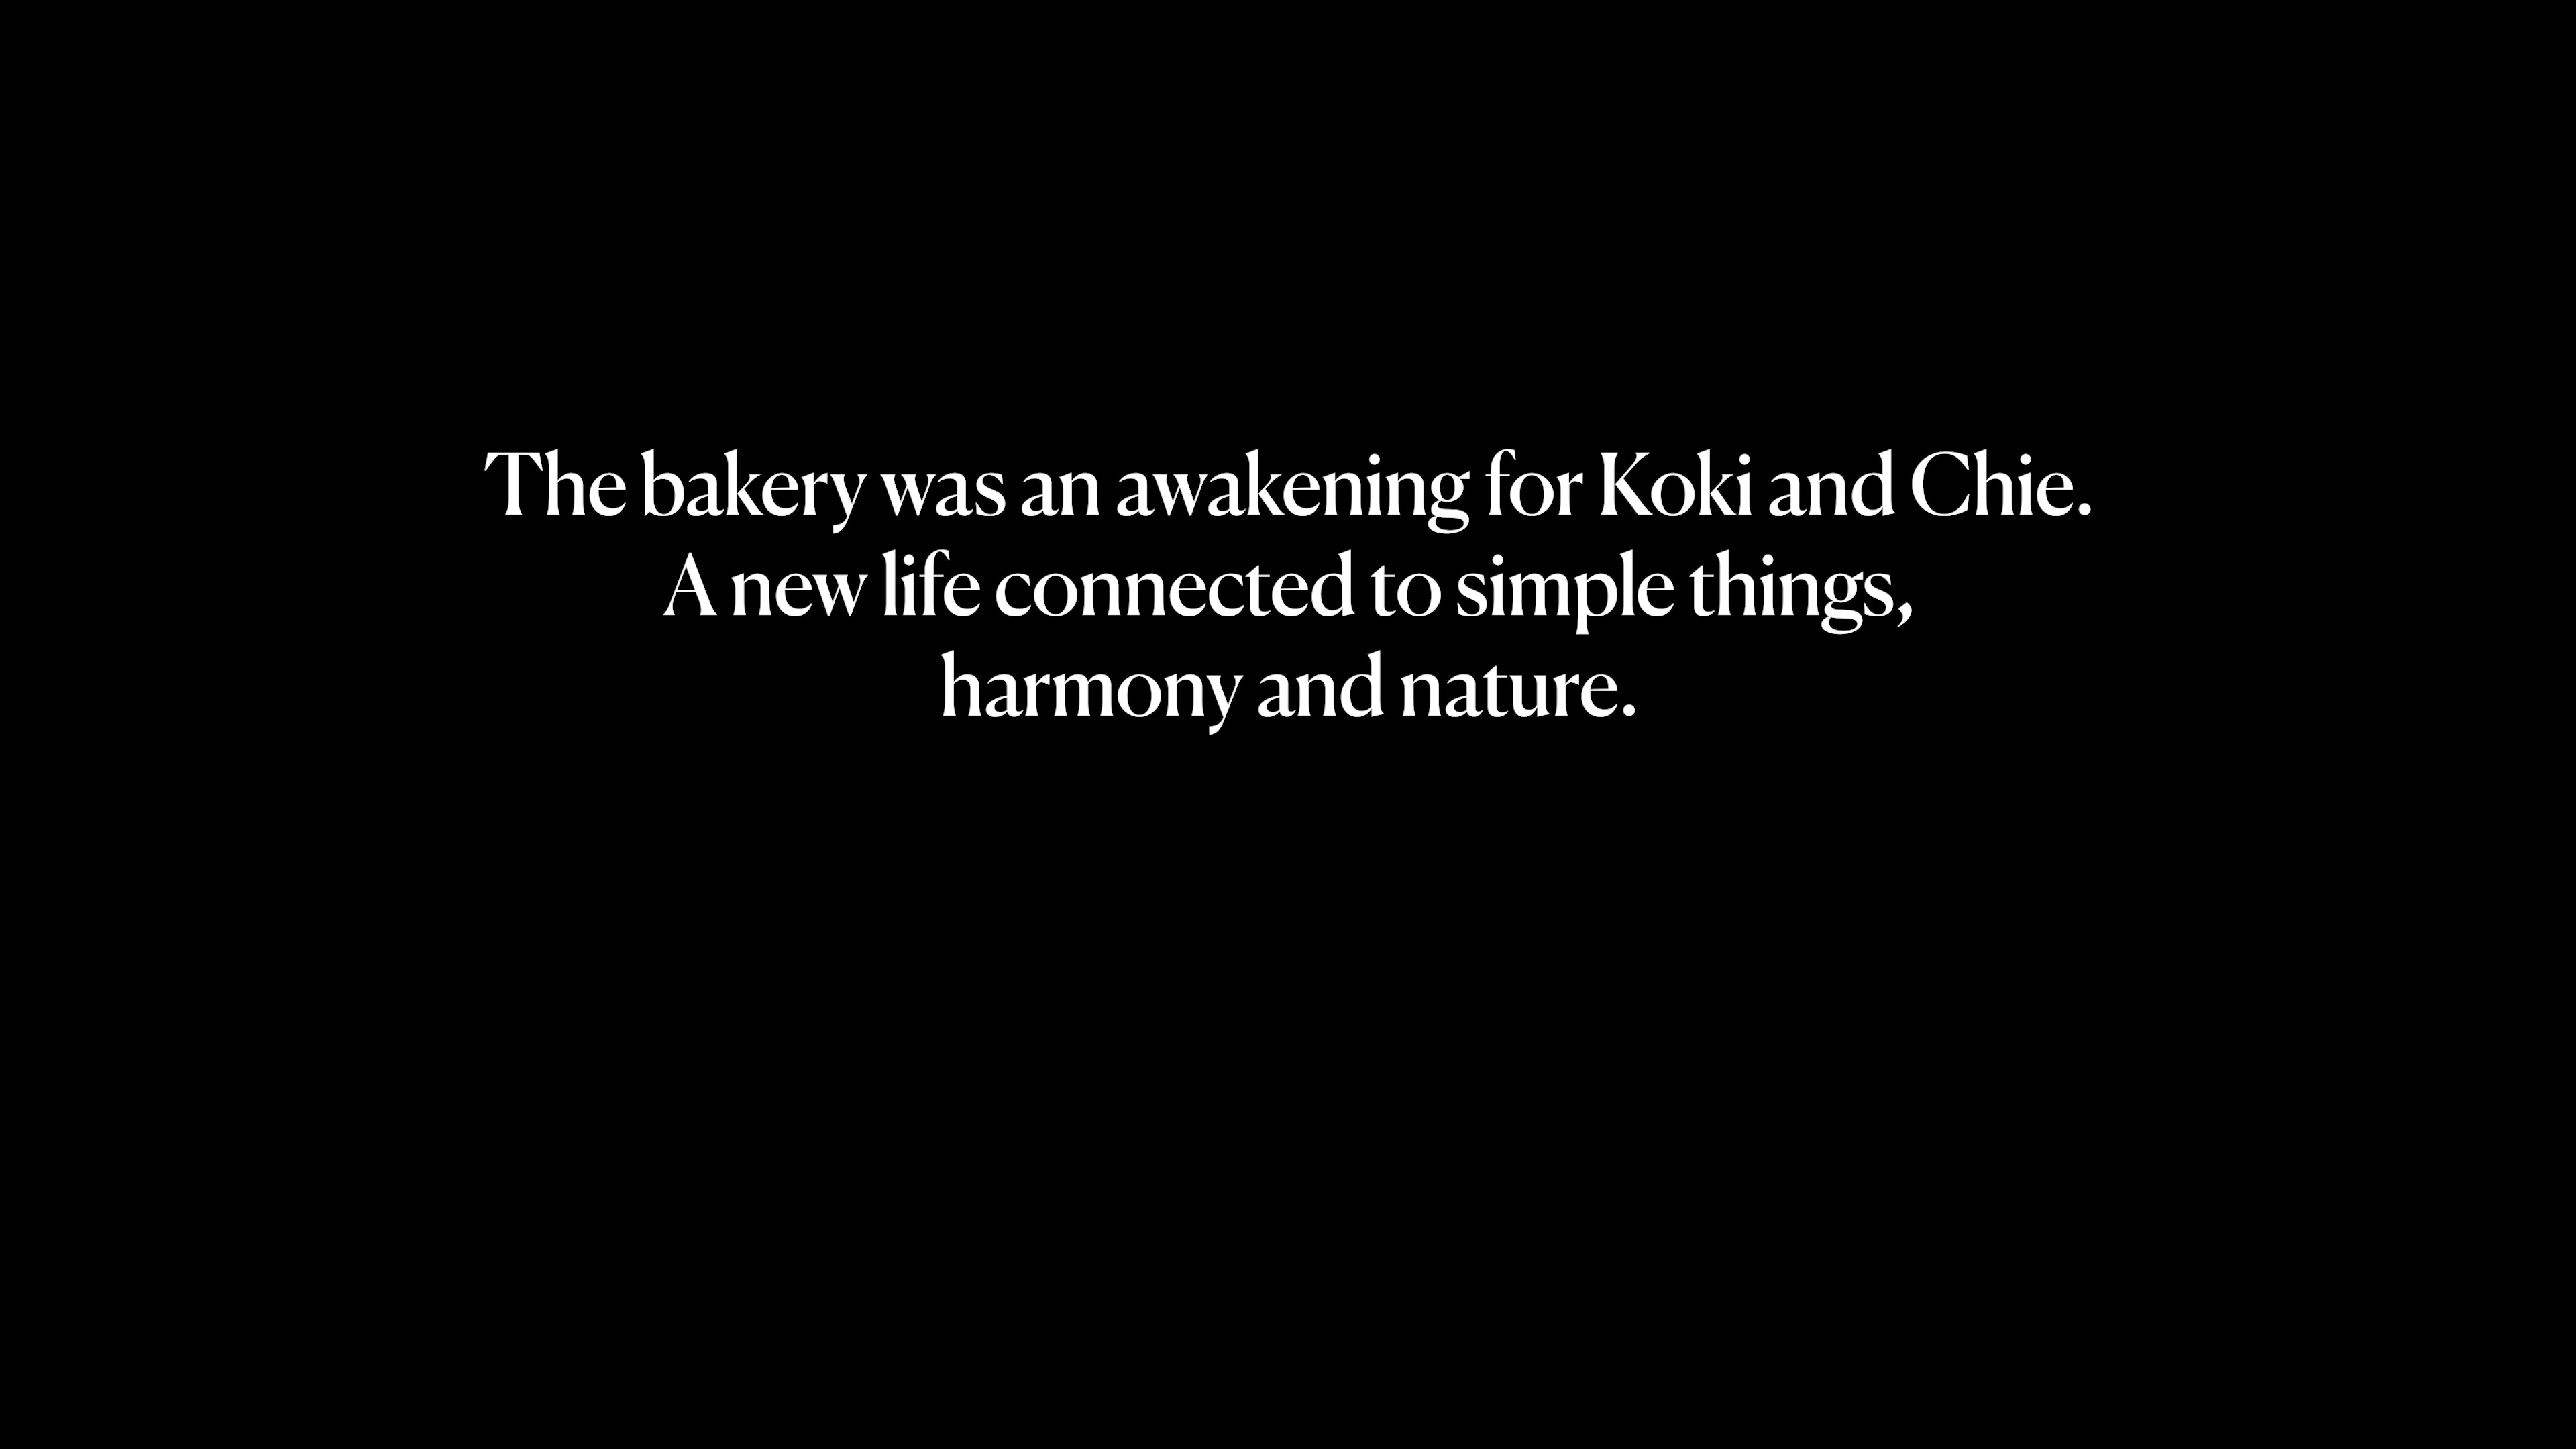 The bakery was an awakening for Koki and Chie.
A new life connected to simple things,
harmony and nature.